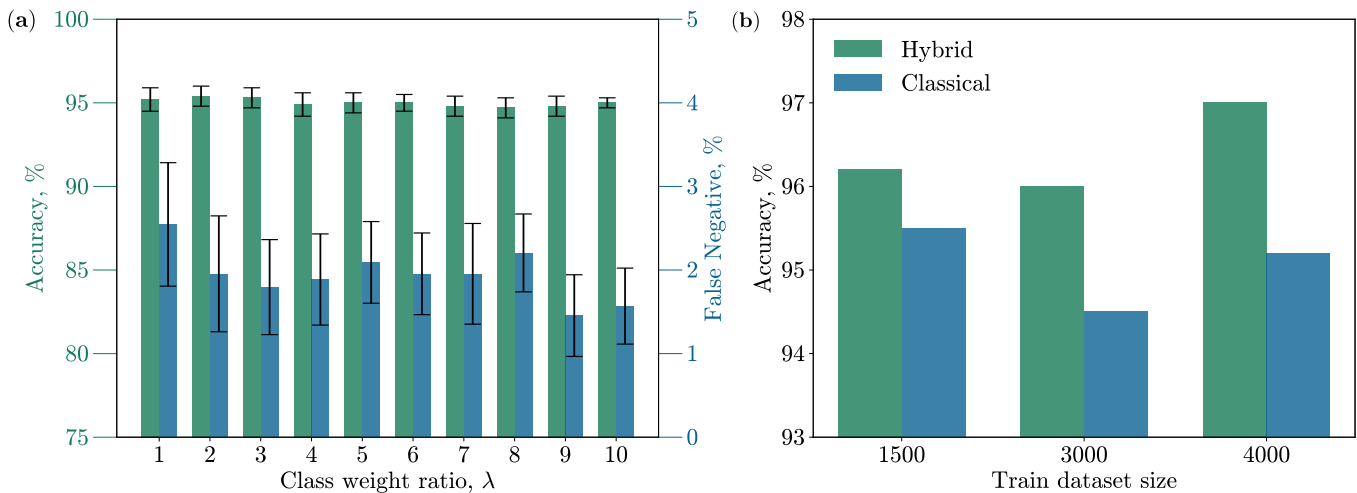 (a)
100
95
90
85
80
75
Accuracy, %
5
4
3
2
1
0
False Negative, %
1 2 3 4 5 6 7 8 9 10
Class weight ratio, λ
(b)
98
97
96
95
94
93
Accuracy, %
Hybrid
Classical
1500 3000 4000
Train dataset size